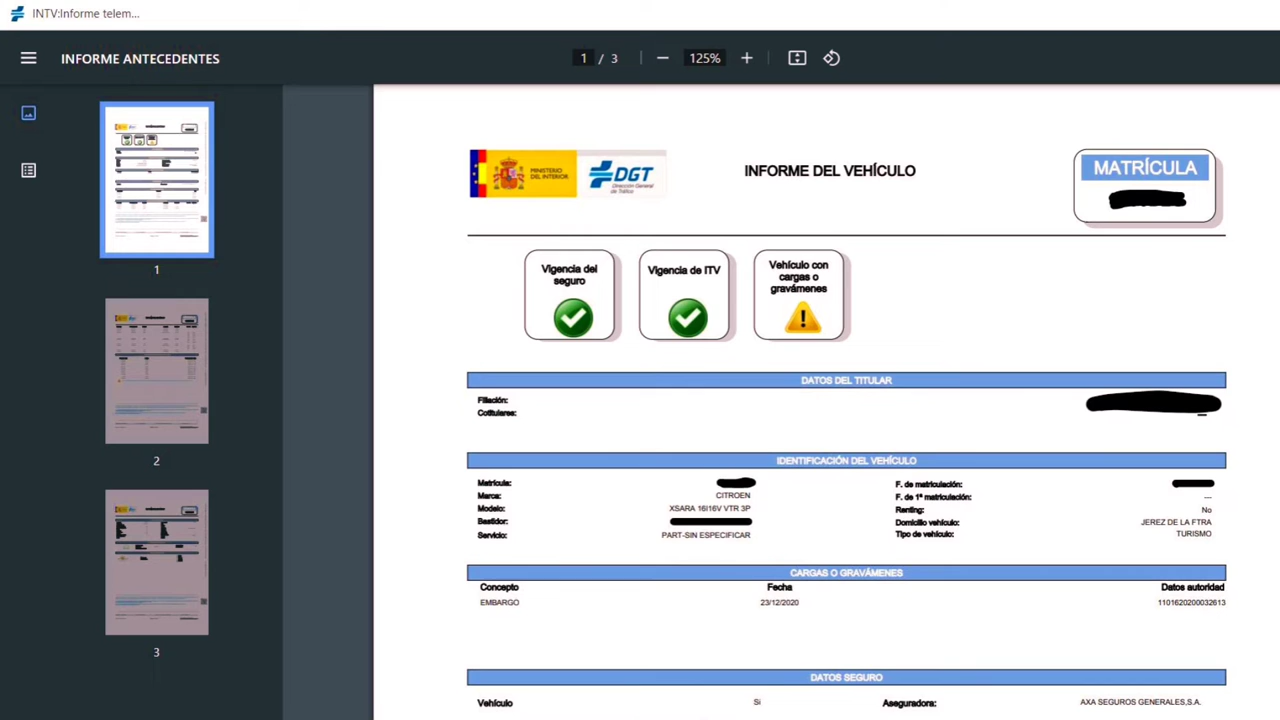 INTV:Informe telem...
INFORME ANTECEDENTES
1 / 3
125%
MINISTERIO DEL INTERIOR
DGT
Dirección General de Tráfico
INFORME DEL VEHÍCULO
MATRÍCULA
Vigencia del seguro
Vigencia de ITV
Vehículo con cargas o gravámenes
DATOS DEL TITULAR
Filiación:
Cotitulares:
IDENTIFICACIÓN DEL VEHÍCULO
Matrícula:
Marca: CITROEN
Modelo: XSARA 16I16V VTR 3P
Bastidor:
Servicio: PART-SIN ESPECIFICAR
F. de matriculación:
F. de 1ª matriculación: ---
Renting: No
Domicilio vehículo: JEREZ DE LA FTRA
Tipo de vehículo: TURISMO
CARGAS O GRAVÁMENES
Concepto Fecha Datos autoridad
EMBARGO 23/12/2020 1101620200032613
DATOS SEGURO
Vehículo Si Aseguradora: AXA SEGUROS GENERALES,S.A.
1
2
3